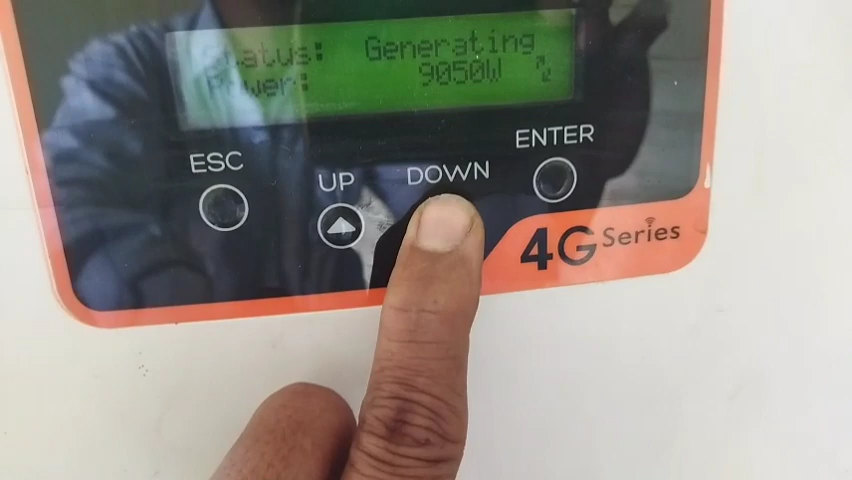 Status: Generating
Power: 9050W
ESC
UP
DOWN
ENTER
4G Series